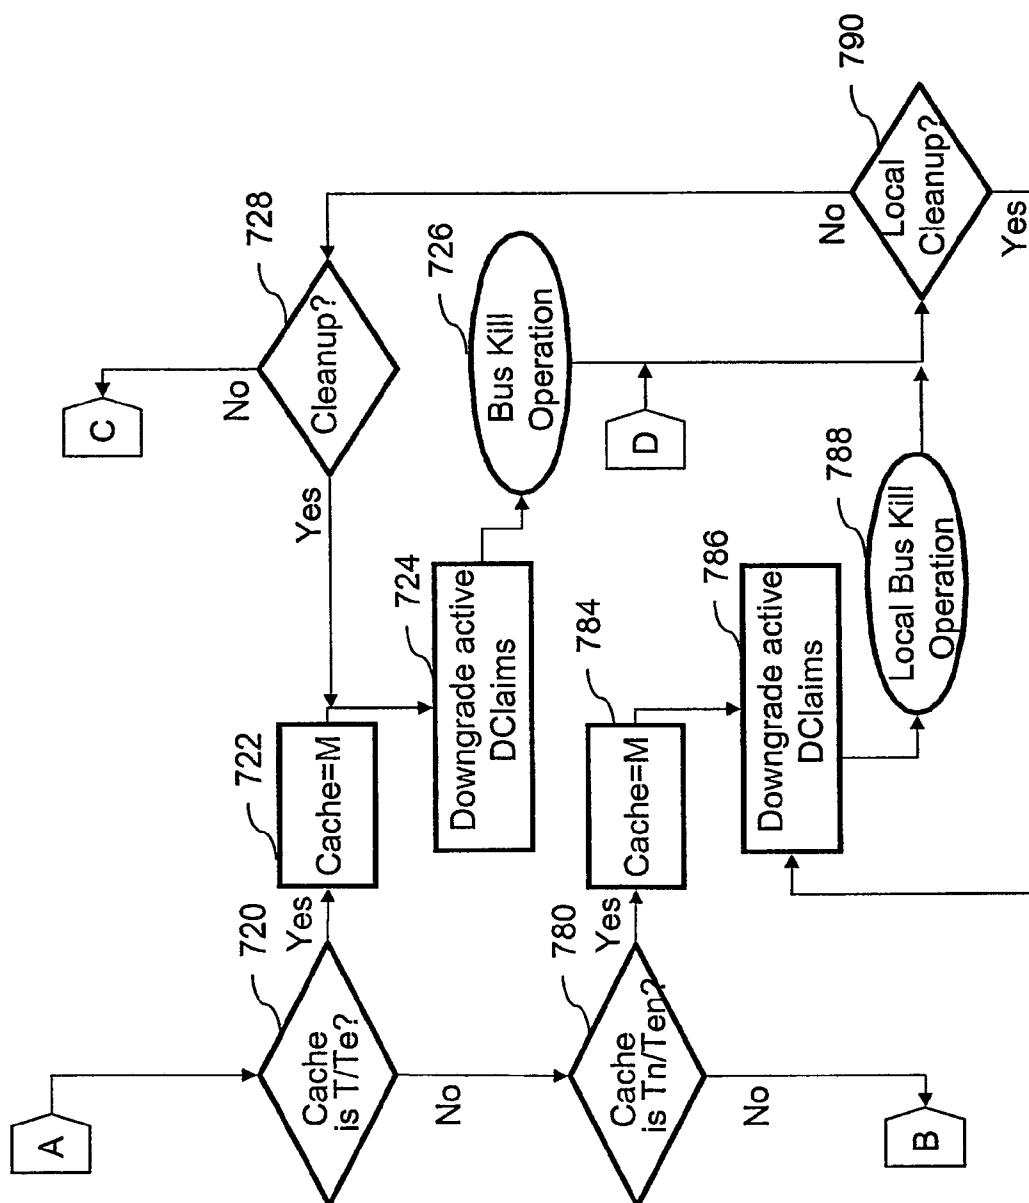 A
Cache
is T/Te?
720
Yes
No
Cache=M
722
Downgrade active
DClaims
724
Bus Kill
Operation
726
Cleanup?
728
Yes
No
C
Cache
is Tn/Ten?
780
Yes
No
B
Cache=M
784
Downgrade active
DClaims
786
Local Bus Kill
Operation
788
D
Local
Cleanup?
790
No
Yes